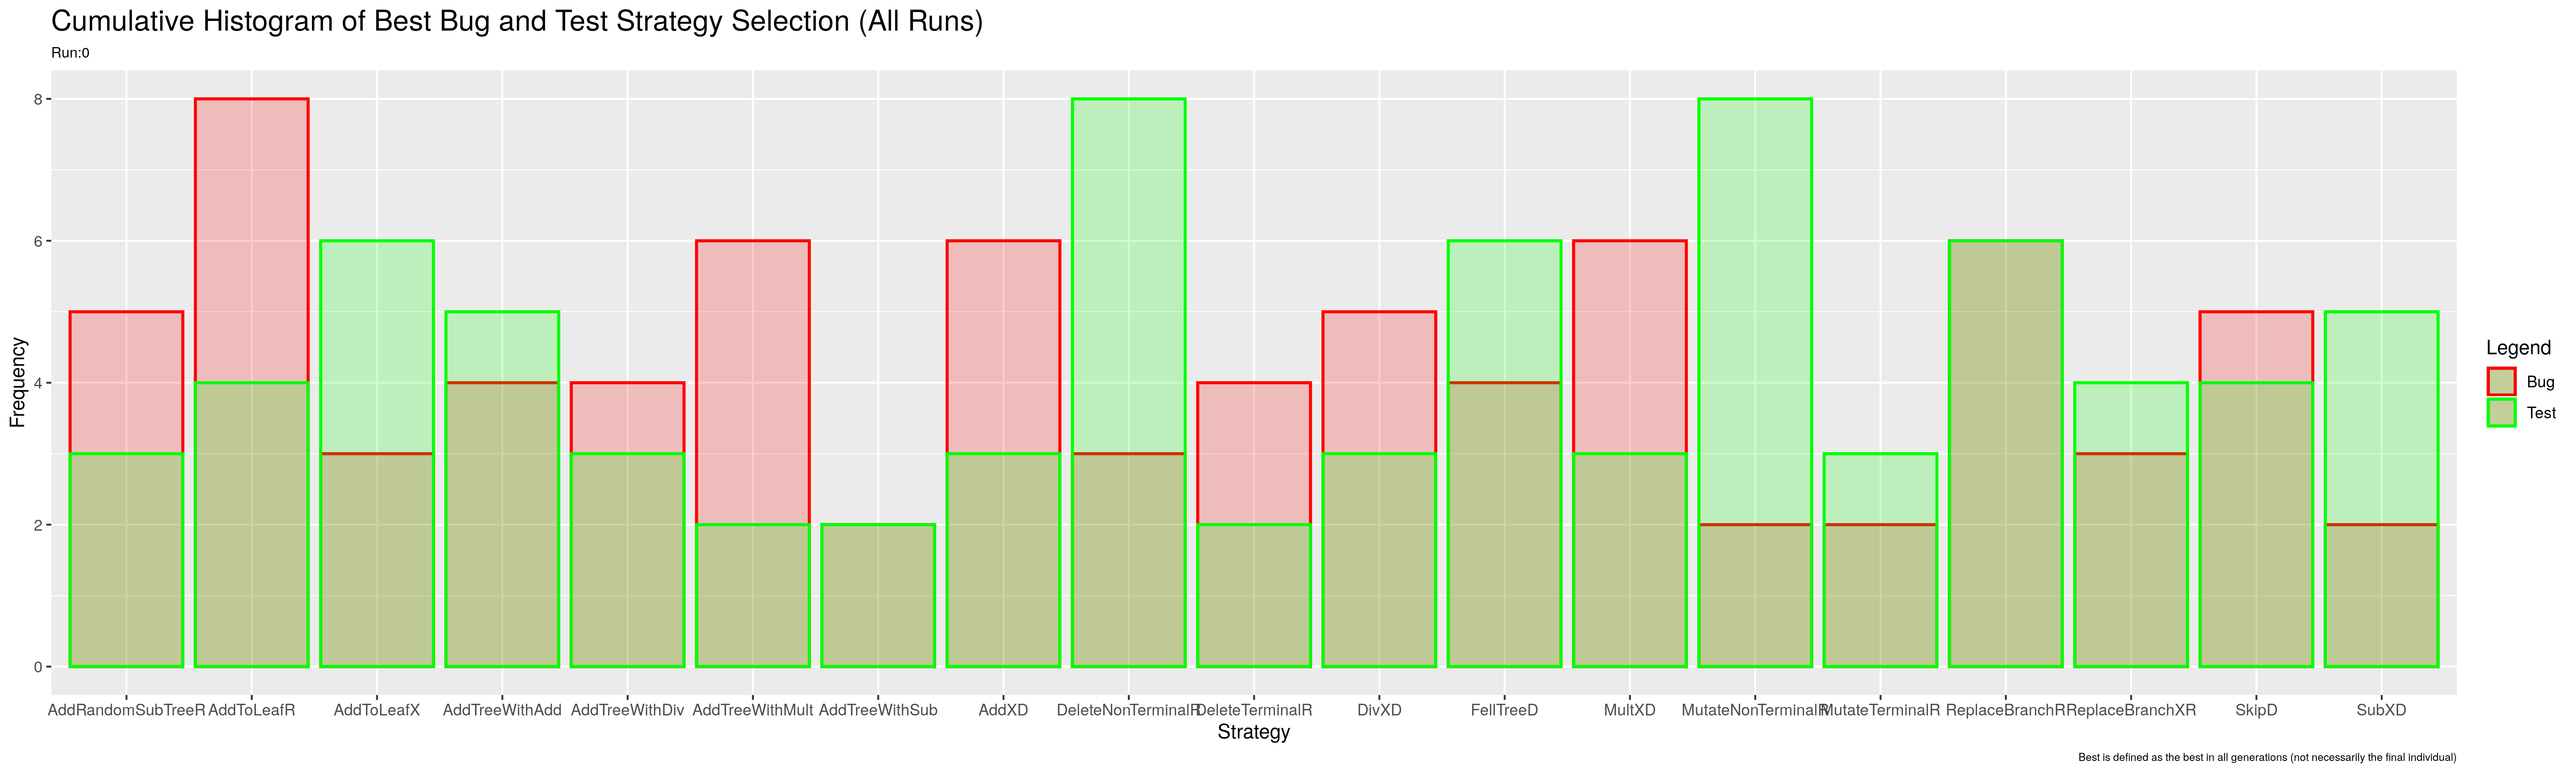 Cumulative Histogram of Best Bug and Test Strategy Selection (All Runs)
Run:0
Frequency
8
6
4
2
0
AddRandomSubTreeR AddToLeafR AddToLeafX AddTreeWithAdd AddTreeWithDiv AddTreeWithMult AddTreeWithSub AddXD DeleteNonTerminalR DeleteTerminalR DivXD FellTreeD MultXD MutateNonTerminalR MutateTerminalR ReplaceBranchR ReplaceBranchXR SkipD SubXD
Strategy
Legend
Bug
Test
Best is defined as the best in all generations (not necessarily the final individual)